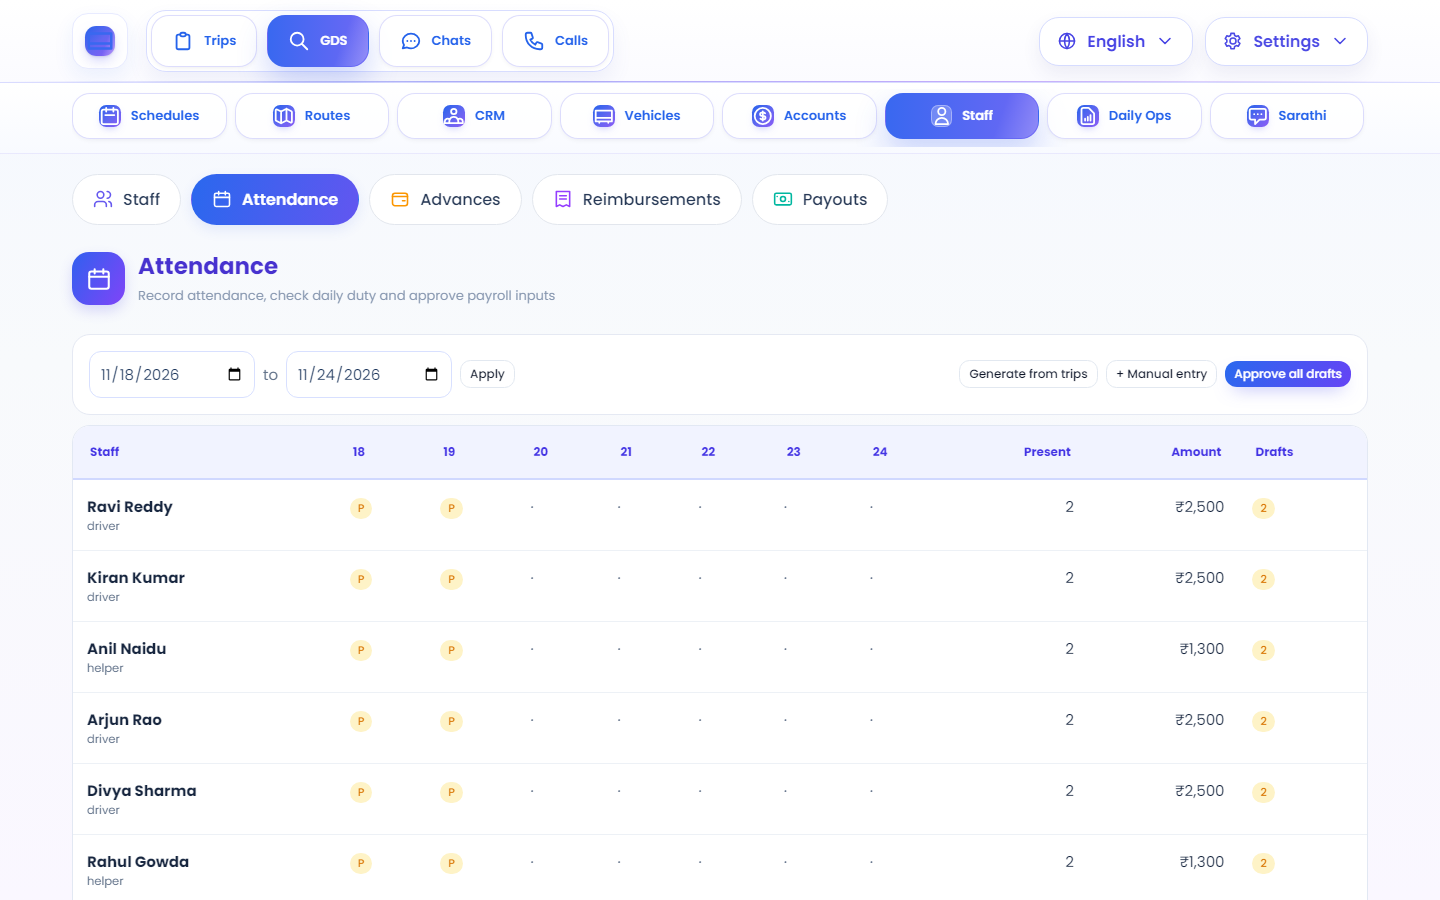 Trips GDS Chats Calls English Settings
Schedules Routes CRM Vehicles Accounts Staff Daily Ops Sarathi
Staff Attendance Advances Reimbursements Payouts
Attendance
Record attendance, check daily duty and approve payroll inputs
11/18/2026 to 11/24/2026 Apply Generate from trips + Manual entry Approve all drafts
Staff 18 19 20 21 22 23 24 Present Amount Drafts
Ravi Reddy P P · · · · · 2 ₹2,500 2
driver
Kiran Kumar P P · · · · · 2 ₹2,500 2
driver
Anil Naidu P P · · · · · 2 ₹1,300 2
helper
Arjun Rao P P · · · · · 2 ₹2,500 2
driver
Divya Sharma P P · · · · · 2 ₹2,500 2
driver
Rahul Gowda P P · · · · · 2 ₹1,300 2
helper